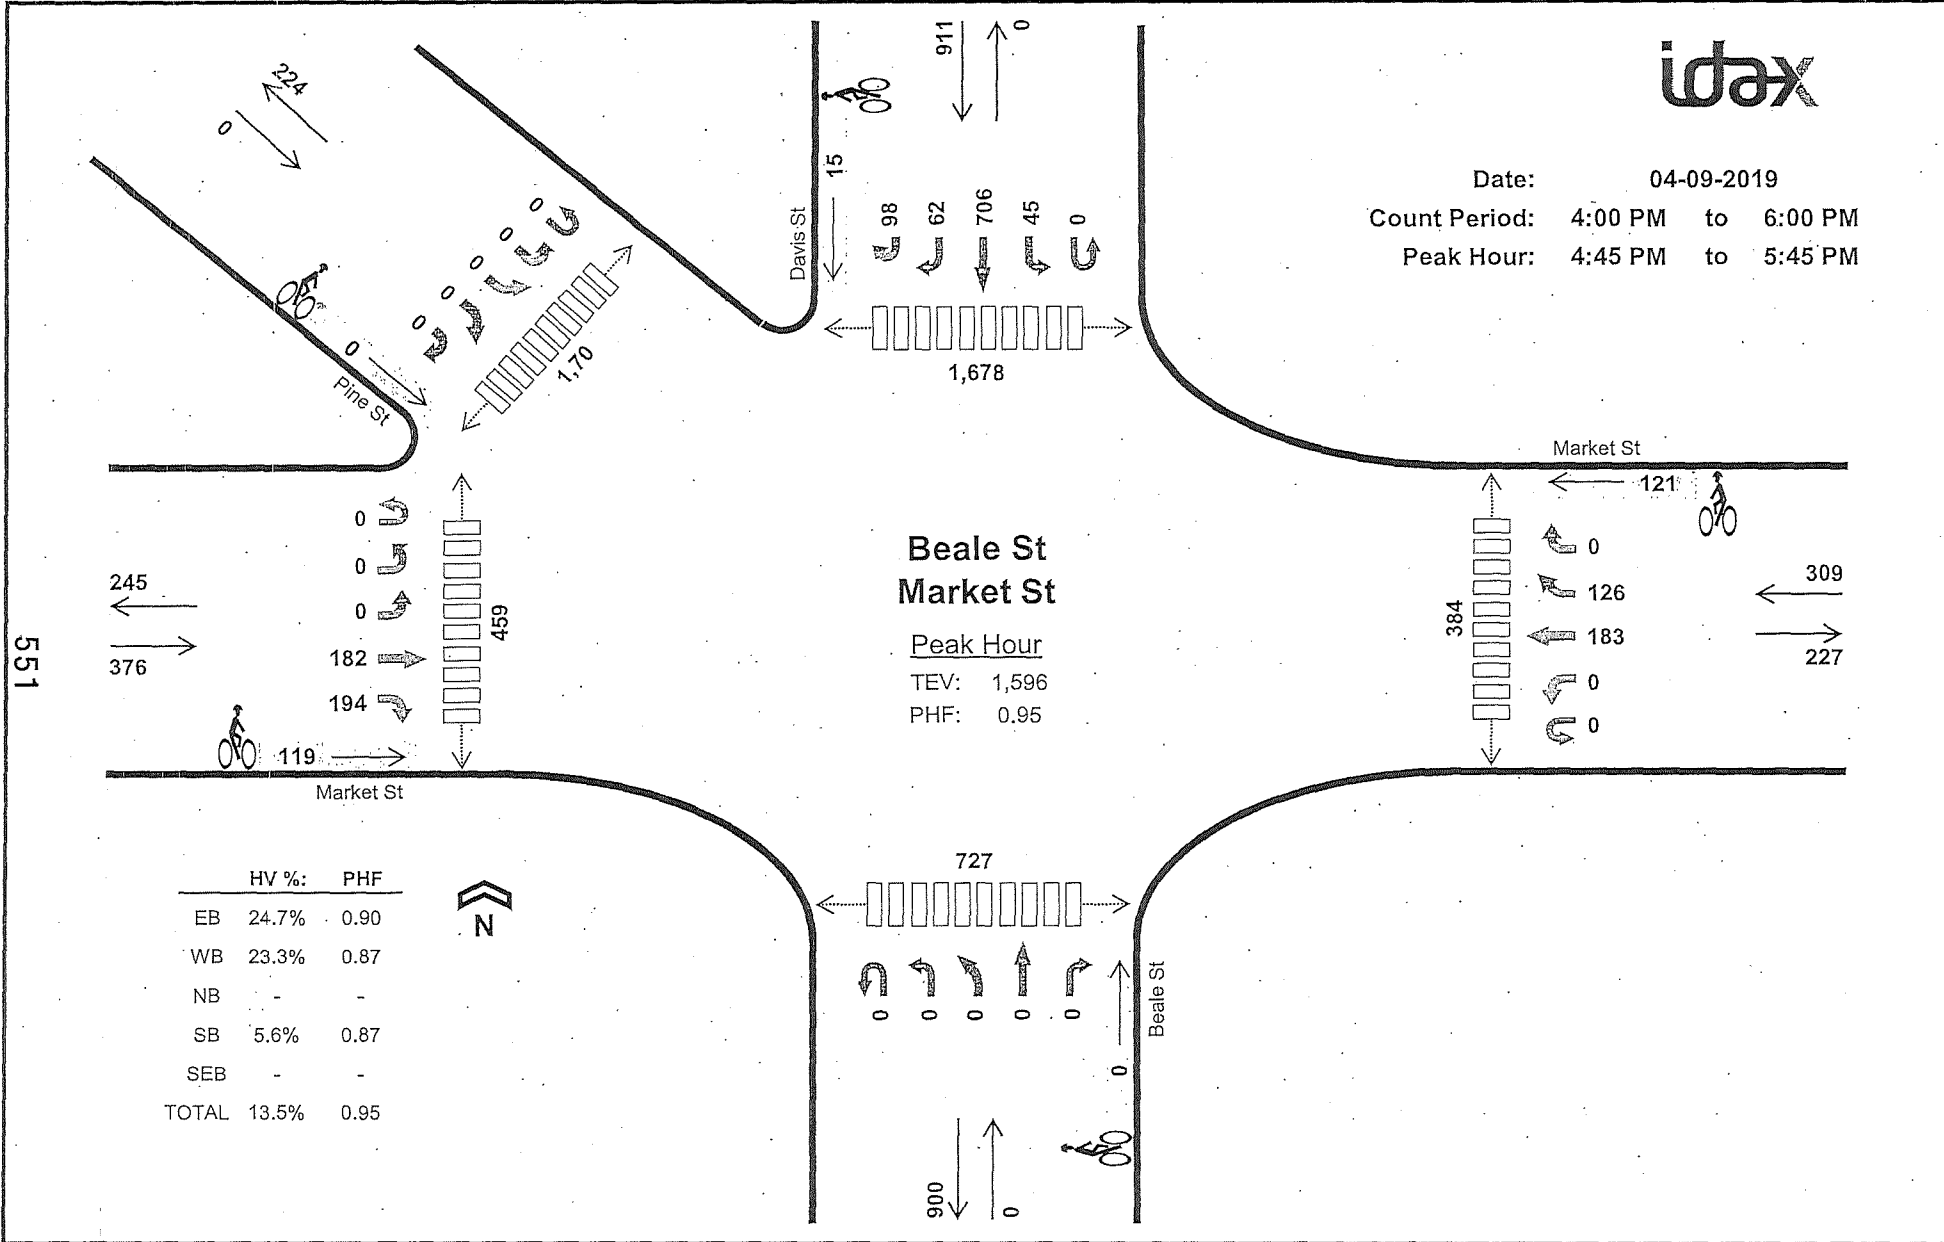 idax
Date: 04-09-2019
Count Period: 4:00 PM to 6:00 PM
Peak Hour: 4:45 PM to 5:45 PM
911
0
224
0
15
Davis St
98
62
706
45
0
0
0
0
0
0
0
1,70
Pine St
1,678
Market St
121
0
126
183
0
0
384
309
227
0
0
0
182
194
459
245
376
119
Market St
Beale St
Market St
Peak Hour
TEV: 1,596
PHF: 0.95
551
727
0
0
0
0
0
Beale St
0
900
0
HV %: PHF
EB 24.7% 0.90
WB 23.3% 0.87
NB - -
SB 5.6% 0.87
SEB - -
TOTAL 13.5% 0.95
N